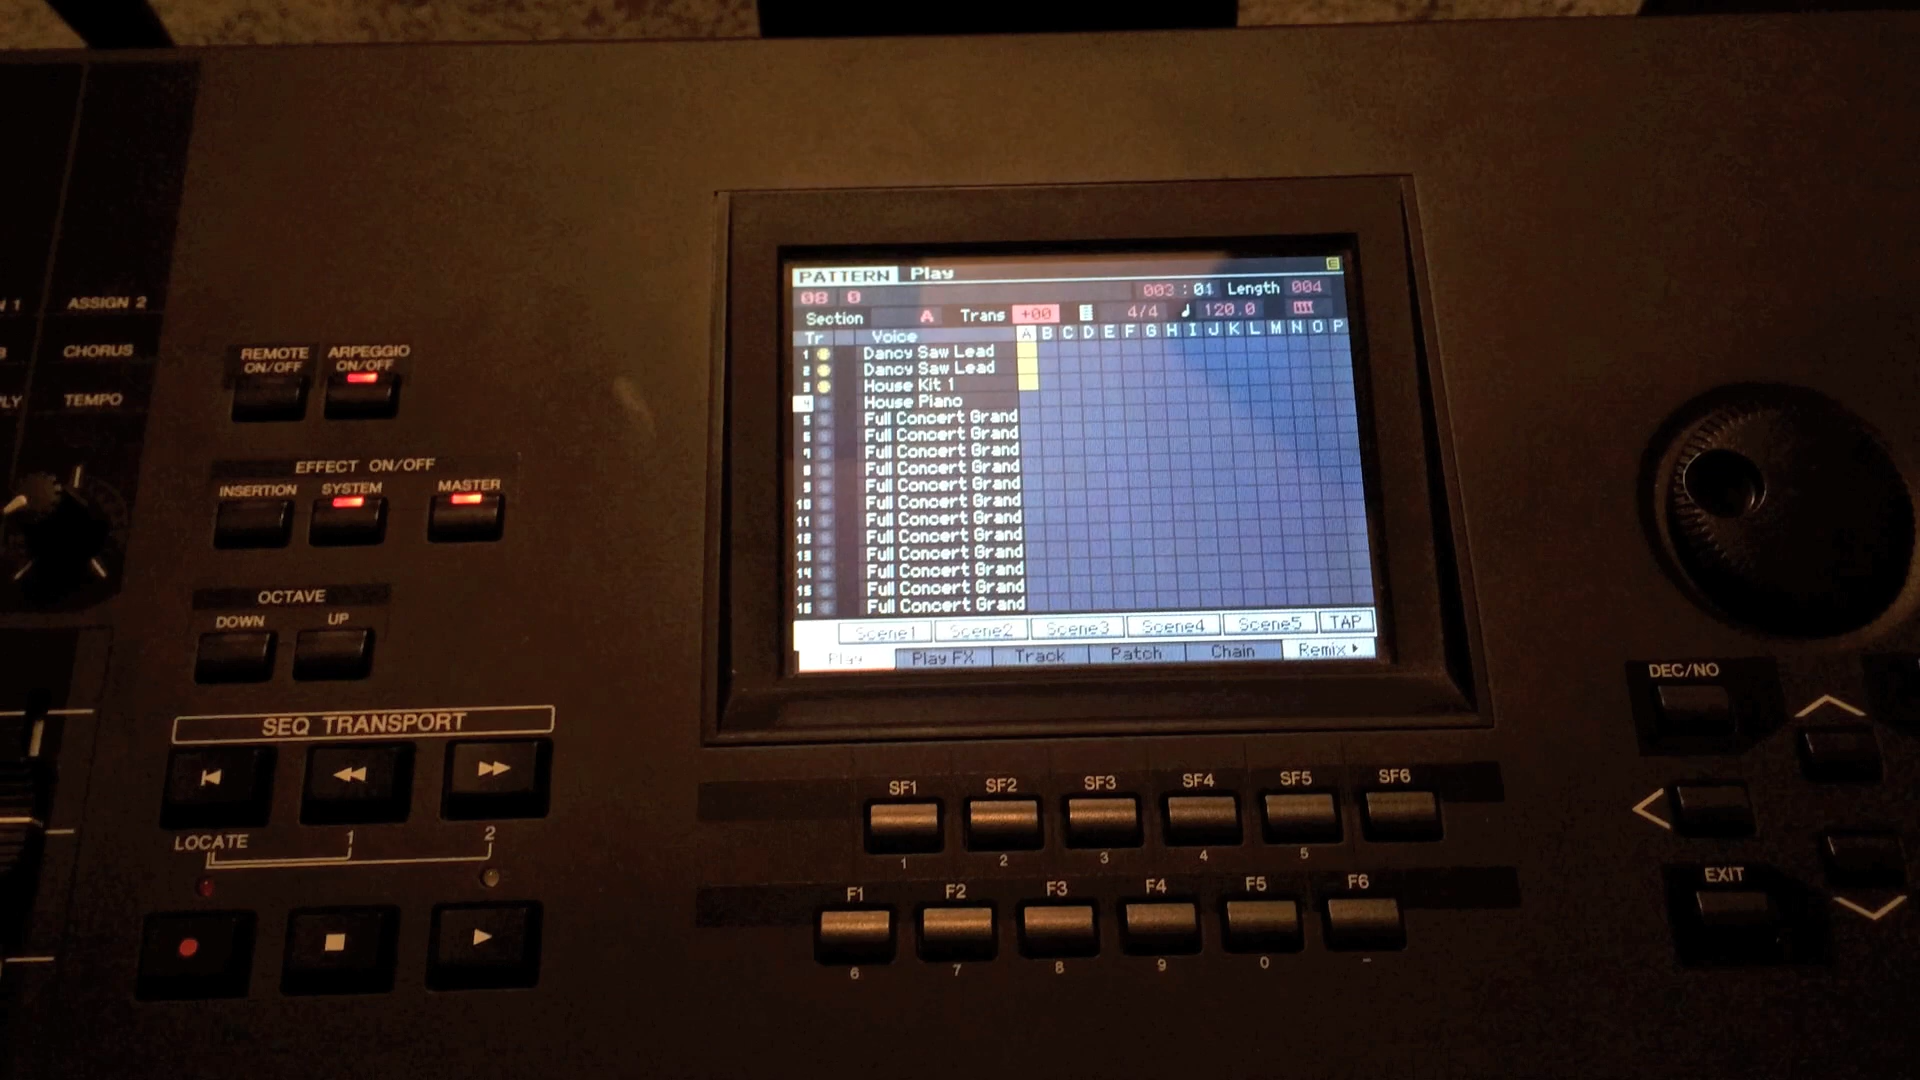 ASSIGN 2
CHORUS
TEMPO
REMOTE
ON/OFF
ARPEGGIO
ON/OFF
EFFECT ON/OFF
INSERTION
SYSTEM
MASTER
OCTAVE
DOWN
UP
SEQ TRANSPORT
LOCATE
1
2
PATTERN Play
08 0 003 : 01 Length 004
Section A Trans +00 4/4 120.0
Tr Voice A B C D E F G H I J K L M N O P
1 Dancy Saw Lead
2 Dancy Saw Lead
3 House Kit 1
4 House Piano
5 Full Concert Grand
6 Full Concert Grand
7 Full Concert Grand
8 Full Concert Grand
9 Full Concert Grand
10 Full Concert Grand
11 Full Concert Grand
12 Full Concert Grand
13 Full Concert Grand
14 Full Concert Grand
15 Full Concert Grand
16 Full Concert Grand
Scene1 Scene2 Scene3 Scene4 Scene5 TAP
Play Play FX Track Patch Chain Remix
SF1 SF2 SF3 SF4 SF5 SF6
1 2 3 4 5
F1 F2 F3 F4 F5 F6
6 7 8 9 0 -
DEC/NO
EXIT